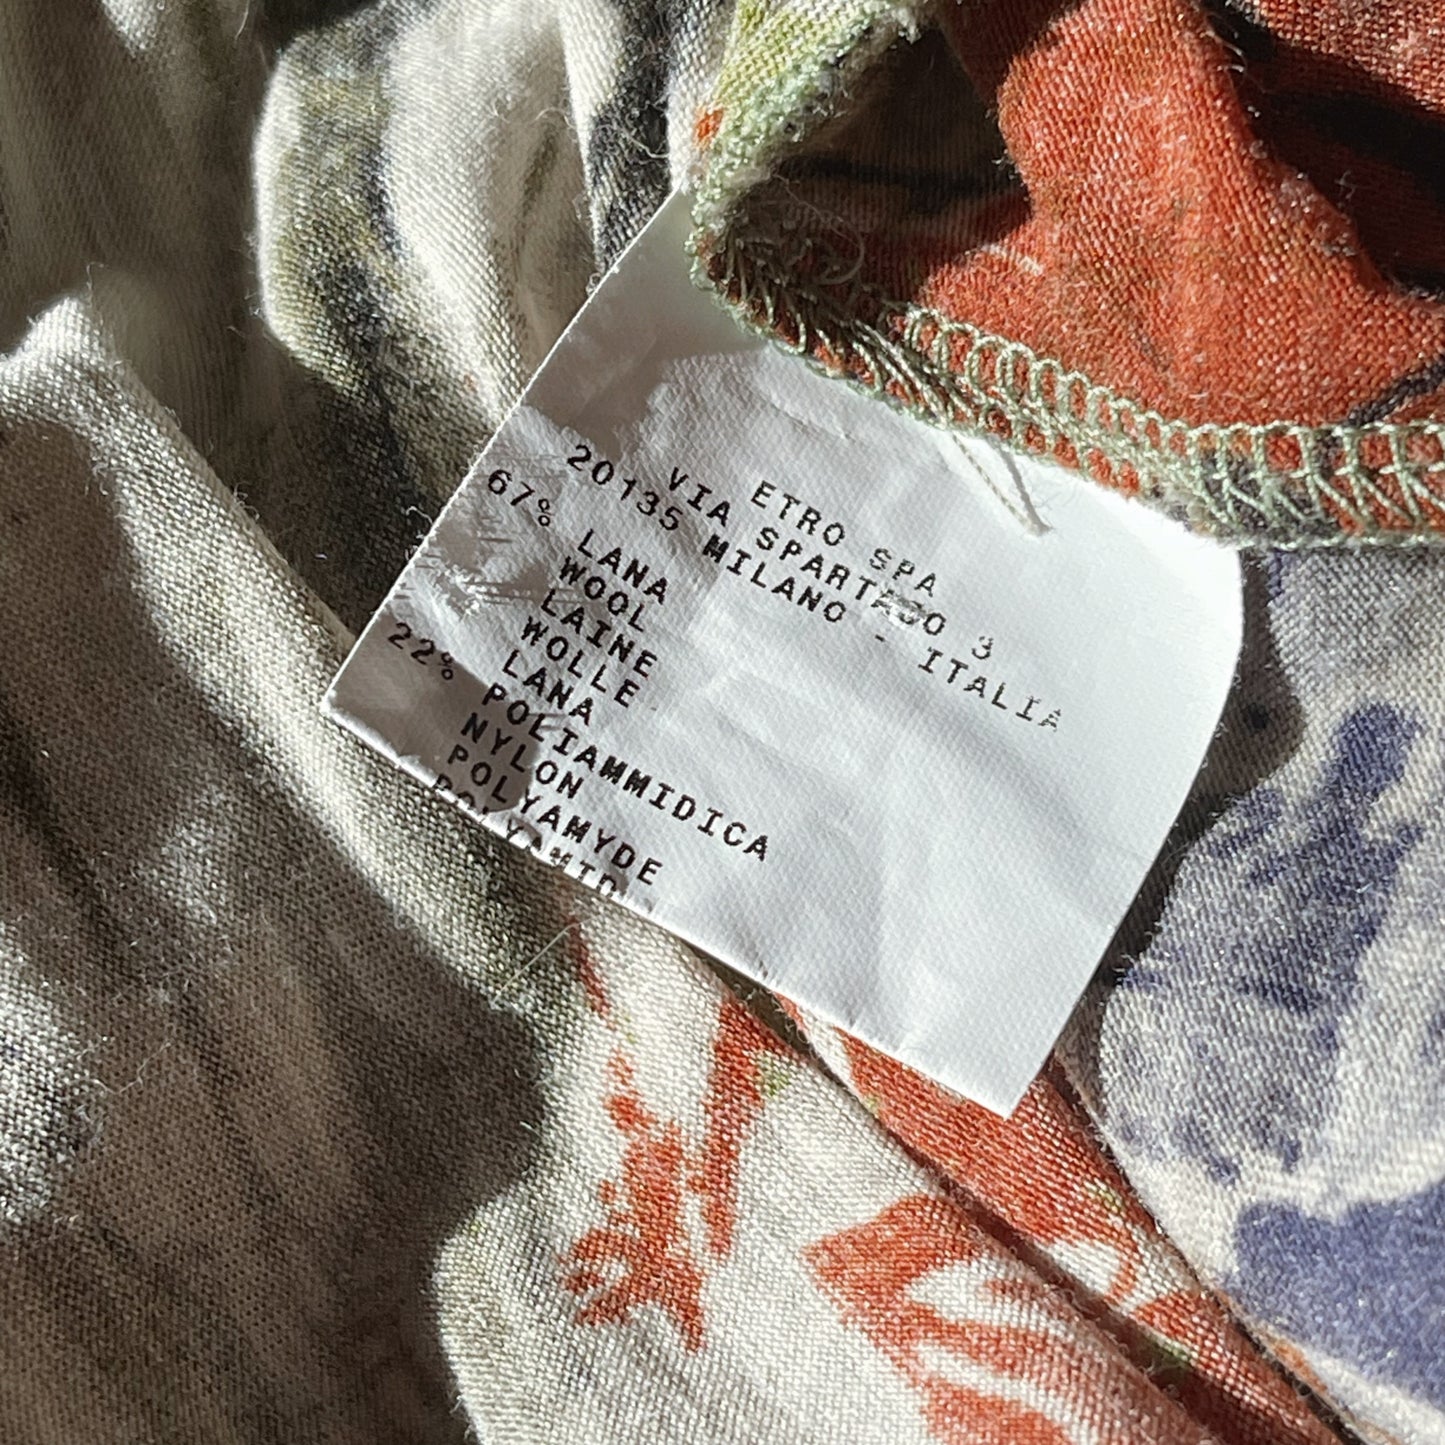 ETRO SPA
VIA SPARTACO 3
20135 MILANO - ITALIA
67% LANA
WOOL
LAINE
WOLLE
LANA
22% POLIAMMIDICA
NYLON
POLYAMYDE